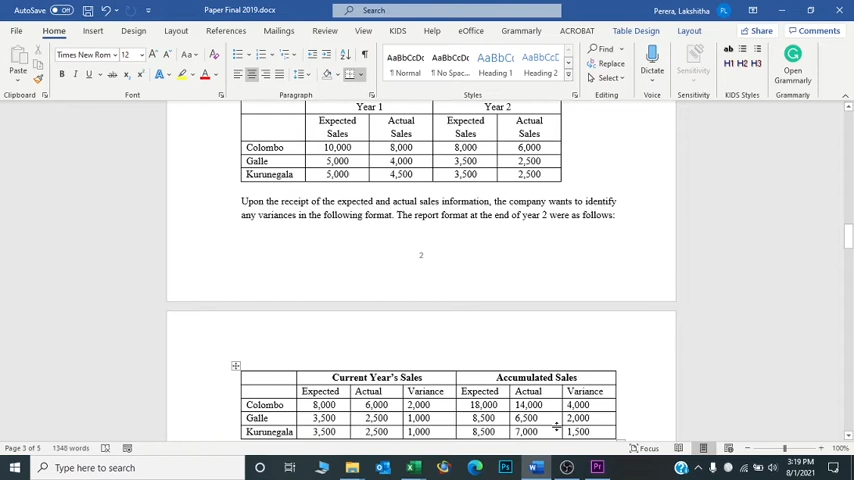 AutoSave Off Paper Final 2019.docx Search Perera, Lakshitha PL
File Home Insert Design Layout References Mailings Review View KIDS Help eOffice Grammarly ACROBAT Table Design Layout Share Comments
Paste Times New Rom 12 AaBbCcDc AaBbCcDc AaBbCc AaBbCcD Find Replace Select Dictate Sensitivity H1 H2 H3 Open Grammarly
¶ Normal ¶ No Spac... Heading 1 Heading 2
Clipboard Font Paragraph Styles Editing Voice Sensitivity KIDS Styles Grammarly
Year 1 Year 2
Expected Sales Actual Sales Expected Sales Actual Sales
Colombo 10,000 8,000 8,000 6,000
Galle 5,000 4,000 3,500 2,500
Kurunegala 5,000 4,500 3,500 2,500
Upon the receipt of the expected and actual sales information, the company wants to identify
any variances in the following format. The report format at the end of year 2 were as follows:
2
Current Year's Sales Accumulated Sales
Expected Actual Variance Expected Actual Variance
Colombo 8,000 6,000 2,000 18,000 14,000 4,000
Galle 3,500 2,500 1,000 8,500 6,500 2,000
Kurunegala 3,500 2,500 1,000 8,500 7,000 1,500
Page 3 of 5 1348 words Focus 120%
Type here to search 3:19 PM
8/1/2021